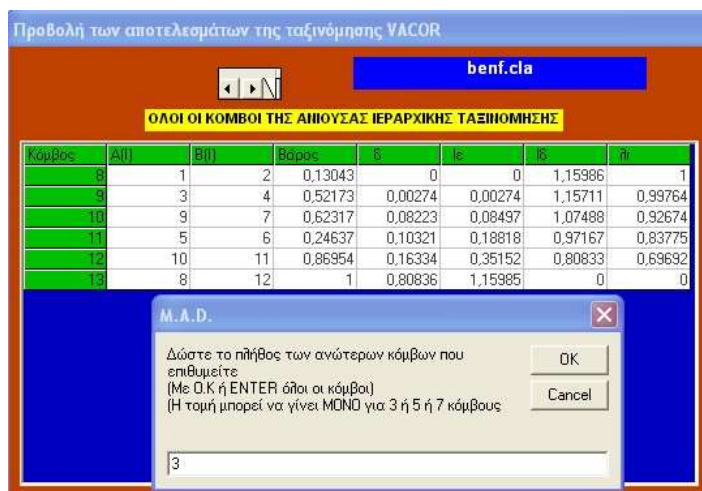 Προβολή των αποτελεσμάτων της ταξινόμησης VACOR
benf.cla
ΟΛΟΙ ΟΙ ΚΟΜΒΟΙ ΤΗΣ ΑΝΙΟΥΣΑΣ ΙΕΡΑΡΧΙΚΗΣ ΤΑΞΙΝΟΜΗΣΗΣ
Κόμβος A(I) B(I) Βάρος δ Ιε Ιδ λι
8 1 2 0,13043 0 0 1,15986 1
9 3 4 0,52173 0,00274 0,00274 1,15711 0,99764
10 9 7 0,62317 0,08223 0,08497 1,07488 0,92674
11 5 6 0,24637 0,10321 0,18818 0,97167 0,83775
12 10 11 0,86954 0,16334 0,35152 0,80833 0,69692
13 8 12 1 0,80836 1,15985 0 0
M.A.D.
Δώστε το πλήθος των ανώτερων κόμβων που
επιθυμείτε
(Με Ο.Κ ή ENTER όλοι οι κόμβοι)
(Η τομή μπορεί να γίνει ΜΟΝΟ για 3 ή 5 ή 7 κόμβους
OK
Cancel
3